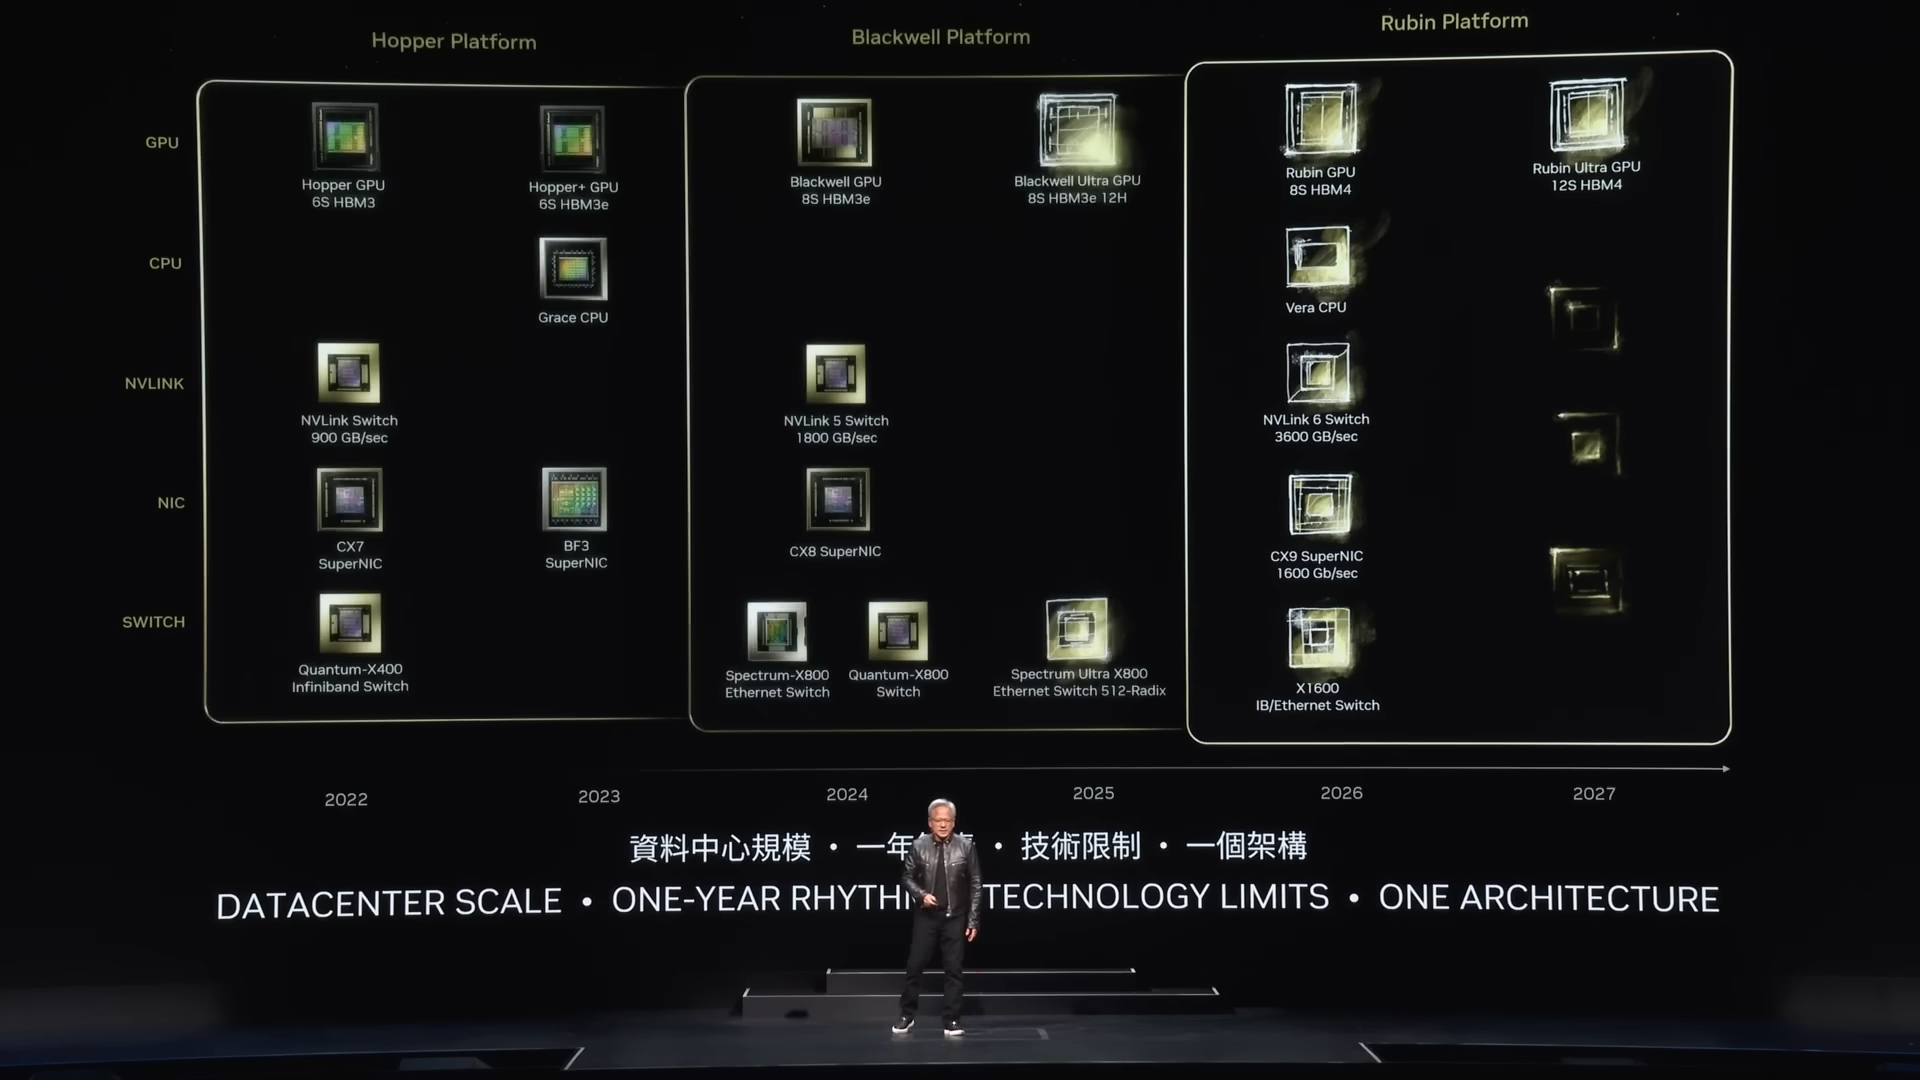 Hopper Platform
Blackwell Platform
Rubin Platform
GPU
Hopper GPU
6S HBM3
Hopper+ GPU
6S HBM3e
Blackwell GPU
8S HBM3e
Blackwell Ultra GPU
8S HBM3e 12H
Rubin GPU
8S HBM4
Rubin Ultra GPU
12S HBM4
CPU
Grace CPU
Vera CPU
NVLINK
NVLink Switch
900 GB/sec
NVLink 5 Switch
1800 GB/sec
NVLink 6 Switch
3600 GB/sec
NIC
CX7
SuperNIC
BF3
SuperNIC
CX8 SuperNIC
CX9 SuperNIC
1600 Gb/sec
SWITCH
Quantum-X400
Infiniband Switch
Spectrum-X800
Ethernet Switch
Quantum-X800
Switch
Spectrum Ultra X800
Ethernet Switch 512-Radix
X1600
IB/Ethernet Switch
2022
2023
2024
2025
2026
2027
資料中心規模 • 一年 • 技術限制 • 一個架構
DATACENTER SCALE • ONE-YEAR TECHNOLOGY LIMITS • ONE ARCHITECTURE